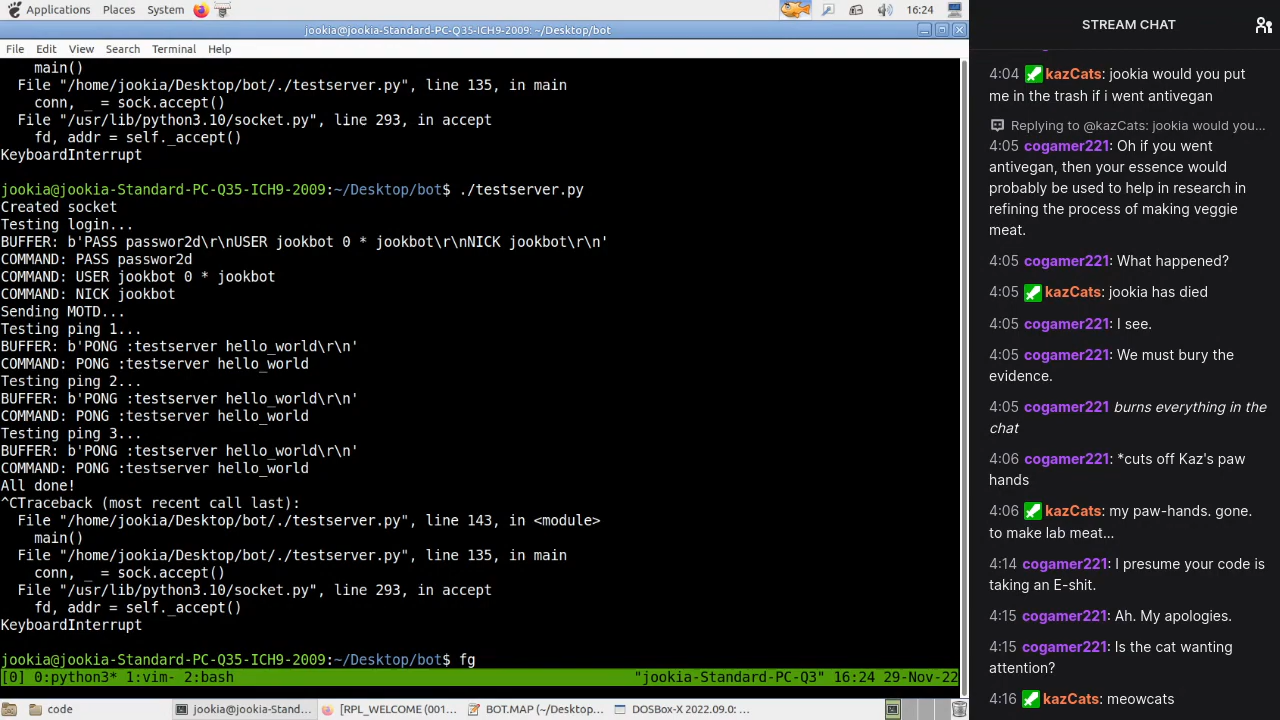 Applications Places System 16:24
jookia@jookia-Standard-PC-Q35-ICH9-2009: ~/Desktop/bot
File Edit View Search Terminal Help
main()
File "/home/jookia/Desktop/bot/./testserver.py", line 135, in main
conn, _ = sock.accept()
File "/usr/lib/python3.10/socket.py", line 293, in accept
fd, addr = self._accept()
KeyboardInterrupt
jookia@jookia-Standard-PC-Q35-ICH9-2009:~/Desktop/bot$ ./testserver.py
Created socket
Testing login...
BUFFER: b'PASS passwor2d\r\nUSER jookbot 0 * jookbot\r\nNICK jookbot\r\n'
COMMAND: PASS passwor2d
COMMAND: USER jookbot 0 * jookbot
COMMAND: NICK jookbot
Sending MOTD...
Testing ping 1...
BUFFER: b'PONG :testserver hello_world\r\n'
COMMAND: PONG :testserver hello_world
Testing ping 2...
BUFFER: b'PONG :testserver hello_world\r\n'
COMMAND: PONG :testserver hello_world
Testing ping 3...
BUFFER: b'PONG :testserver hello_world\r\n'
COMMAND: PONG :testserver hello_world
All done!
^CTraceback (most recent call last):
File "/home/jookia/Desktop/bot/./testserver.py", line 143, in <module>
main()
File "/home/jookia/Desktop/bot/./testserver.py", line 135, in main
conn, _ = sock.accept()
File "/usr/lib/python3.10/socket.py", line 293, in accept
fd, addr = self._accept()
KeyboardInterrupt
jookia@jookia-Standard-PC-Q35-ICH9-2009:~/Desktop/bot$ fg
[0] 0:python3* 1:vim- 2:bash "jookia-Standard-PC-Q3" 16:24 29-Nov-22
code jookia@jookia-Stand... [RPL_WELCOME (001... BOT.MAP (~/Desktop... DOSBox-X 2022.09.0: ...
STREAM CHAT
4:04 kazCats: jookia would you put
me in the trash if i went antivegan
Replying to @kazCats: jookia would you...
4:05 cogamer221: Oh if you went
antivegan, then your essence would
probably be used to help in research in
refining the process of making veggie
meat.
4:05 cogamer221: What happened?
4:05 kazCats: jookia has died
4:05 cogamer221: I see.
4:05 cogamer221: We must bury the
evidence.
4:05 cogamer221 burns everything in the
chat
4:06 cogamer221: *cuts off Kaz's paw
hands
4:06 kazCats: my paw-hands. gone.
to make lab meat...
4:14 cogamer221: I presume your code is
taking an E-shit.
4:15 cogamer221: Ah. My apologies.
4:15 cogamer221: Is the cat wanting
attention?
4:16 kazCats: meowcats